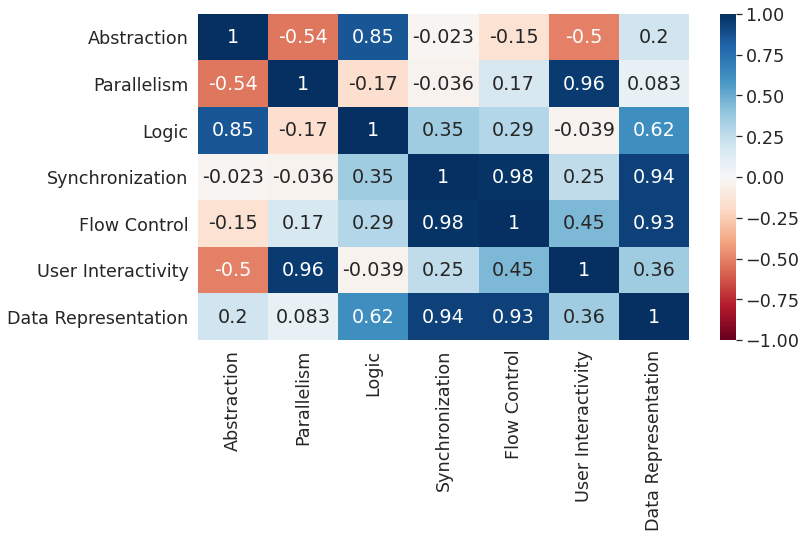 Abstraction 1 -0.54 0.85 -0.023 -0.15 -0.5 0.2
Parallelism -0.54 1 -0.17 -0.036 0.17 0.96 0.083
Logic 0.85 -0.17 1 0.35 0.29 -0.039 0.62
Synchronization -0.023 -0.036 0.35 1 0.98 0.25 0.94
Flow Control -0.15 0.17 0.29 0.98 1 0.45 0.93
User Interactivity -0.5 0.96 -0.039 0.25 0.45 1 0.36
Data Representation 0.2 0.083 0.62 0.94 0.93 0.36 1
Abstraction
Parallelism
Logic
Synchronization
Flow Control
User Interactivity
Data Representation
1.00
0.75
0.50
0.25
0.00
−0.25
−0.50
−0.75
−1.00